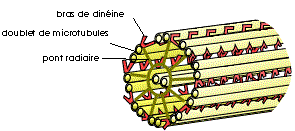 bras de dinéine
doublet de microtubules
pont radiaire